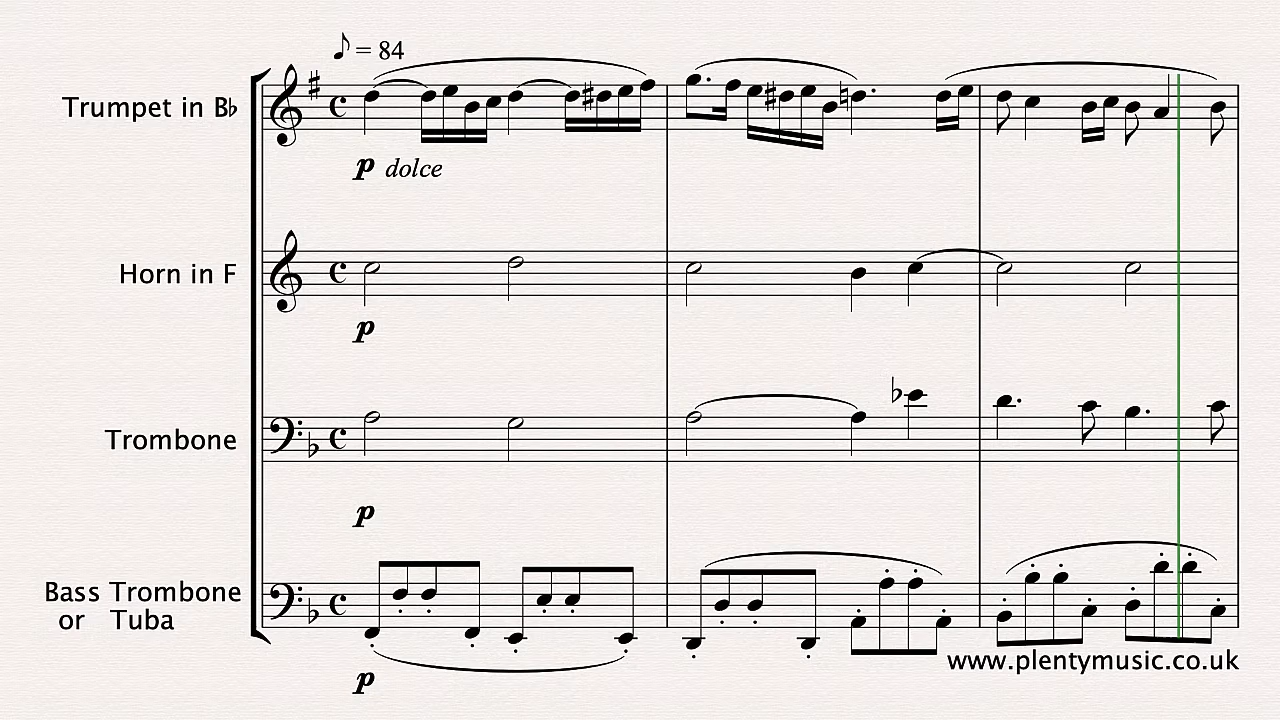 ♪ = 84
Trumpet in B♭
p dolce
Horn in F
p
Trombone
p
Bass Trombone
or Tuba
p
www.plentymusic.co.uk